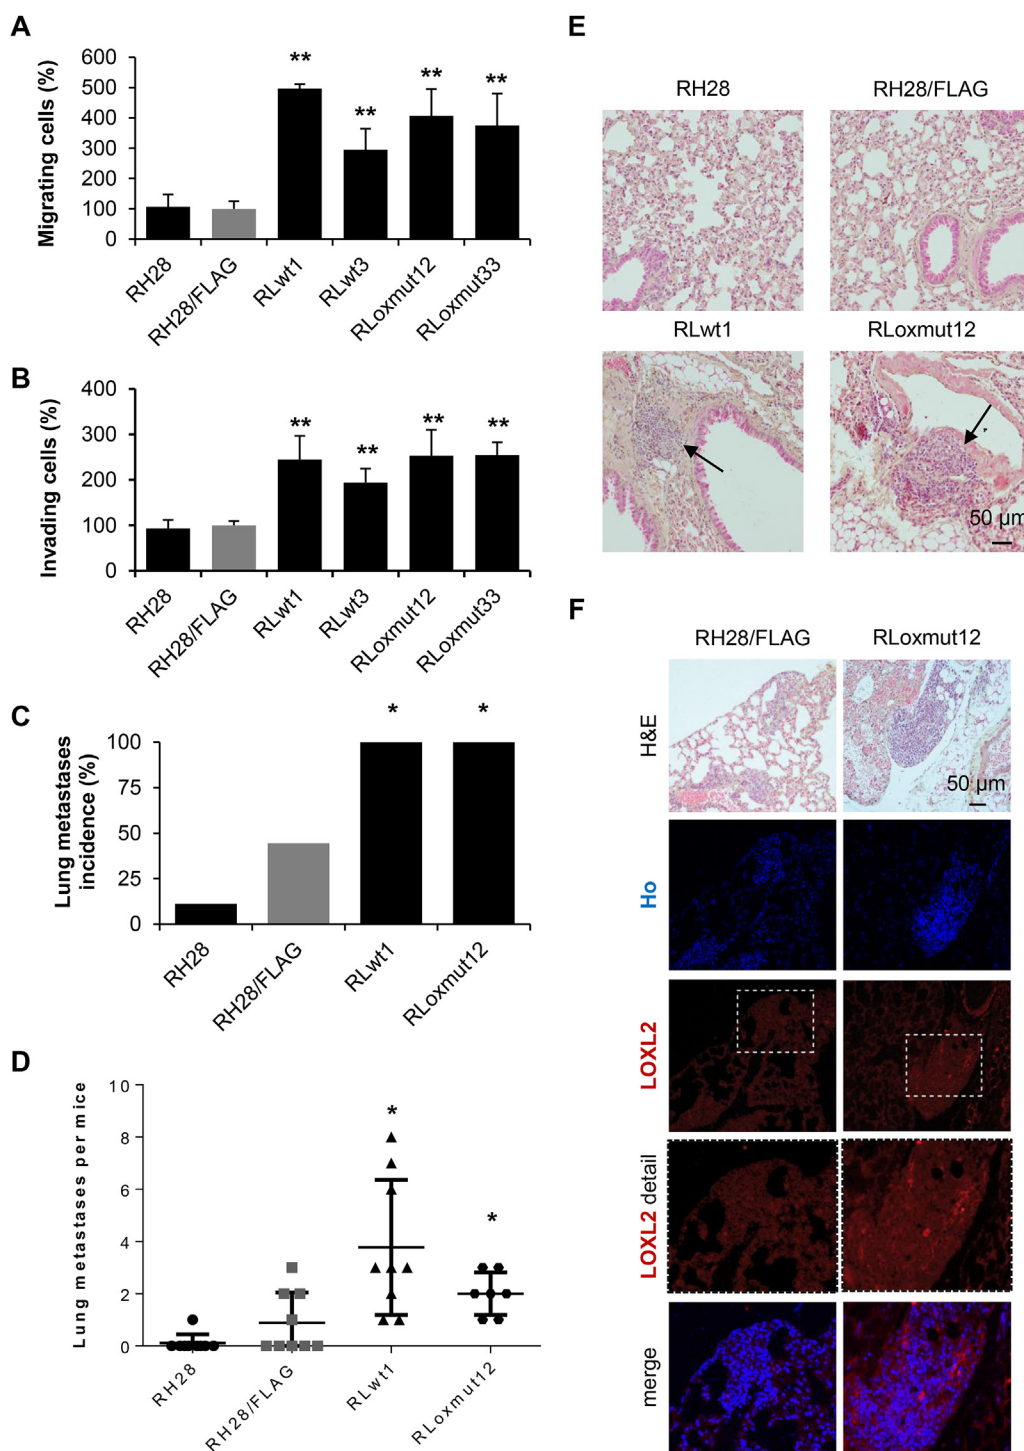 A
Migrating cells (%)
600
500
400
300
200
100
0
**
**
**
**
RH28
RH28/FLAG
RLwt1
RLwt3
RLoxmut12
RLoxmut33
B
Invading cells (%)
400
300
200
100
0
**
**
**
**
RH28
RH28/FLAG
RLwt1
RLwt3
RLoxmut12
RLoxmut33
C
Lung metastases
incidence (%)
100
75
50
25
0
*
*
RH28
RH28/FLAG
RLwt1
RLoxmut12
D
Lung metastases per mice
10
8
6
4
2
0
*
*
RH28
RH28/FLAG
RLwt1
RLoxmut12
E
RH28
RH28/FLAG
RLwt1
RLoxmut12
50 µm
F
RH28/FLAG
RLoxmut12
H&E
50 µm
Ho
LOXL2
LOXL2 detail
merge